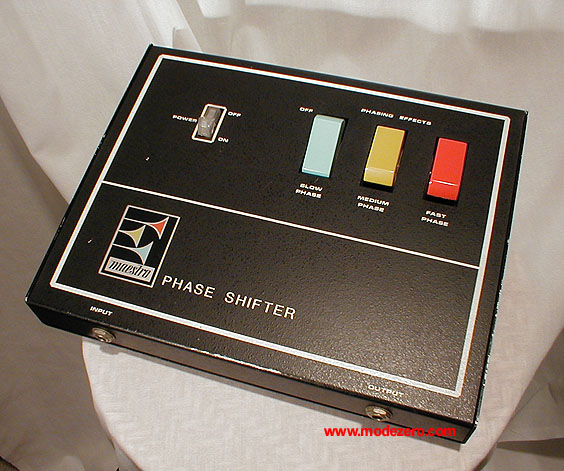 POWER
OFF
ON
OFF
PHASING EFFECTS
SLOW
PHASE
MEDIUM
PHASE
FAST
PHASE
maestro
PHASE SHIFTER
INPUT
OUTPUT
www.modezero.com